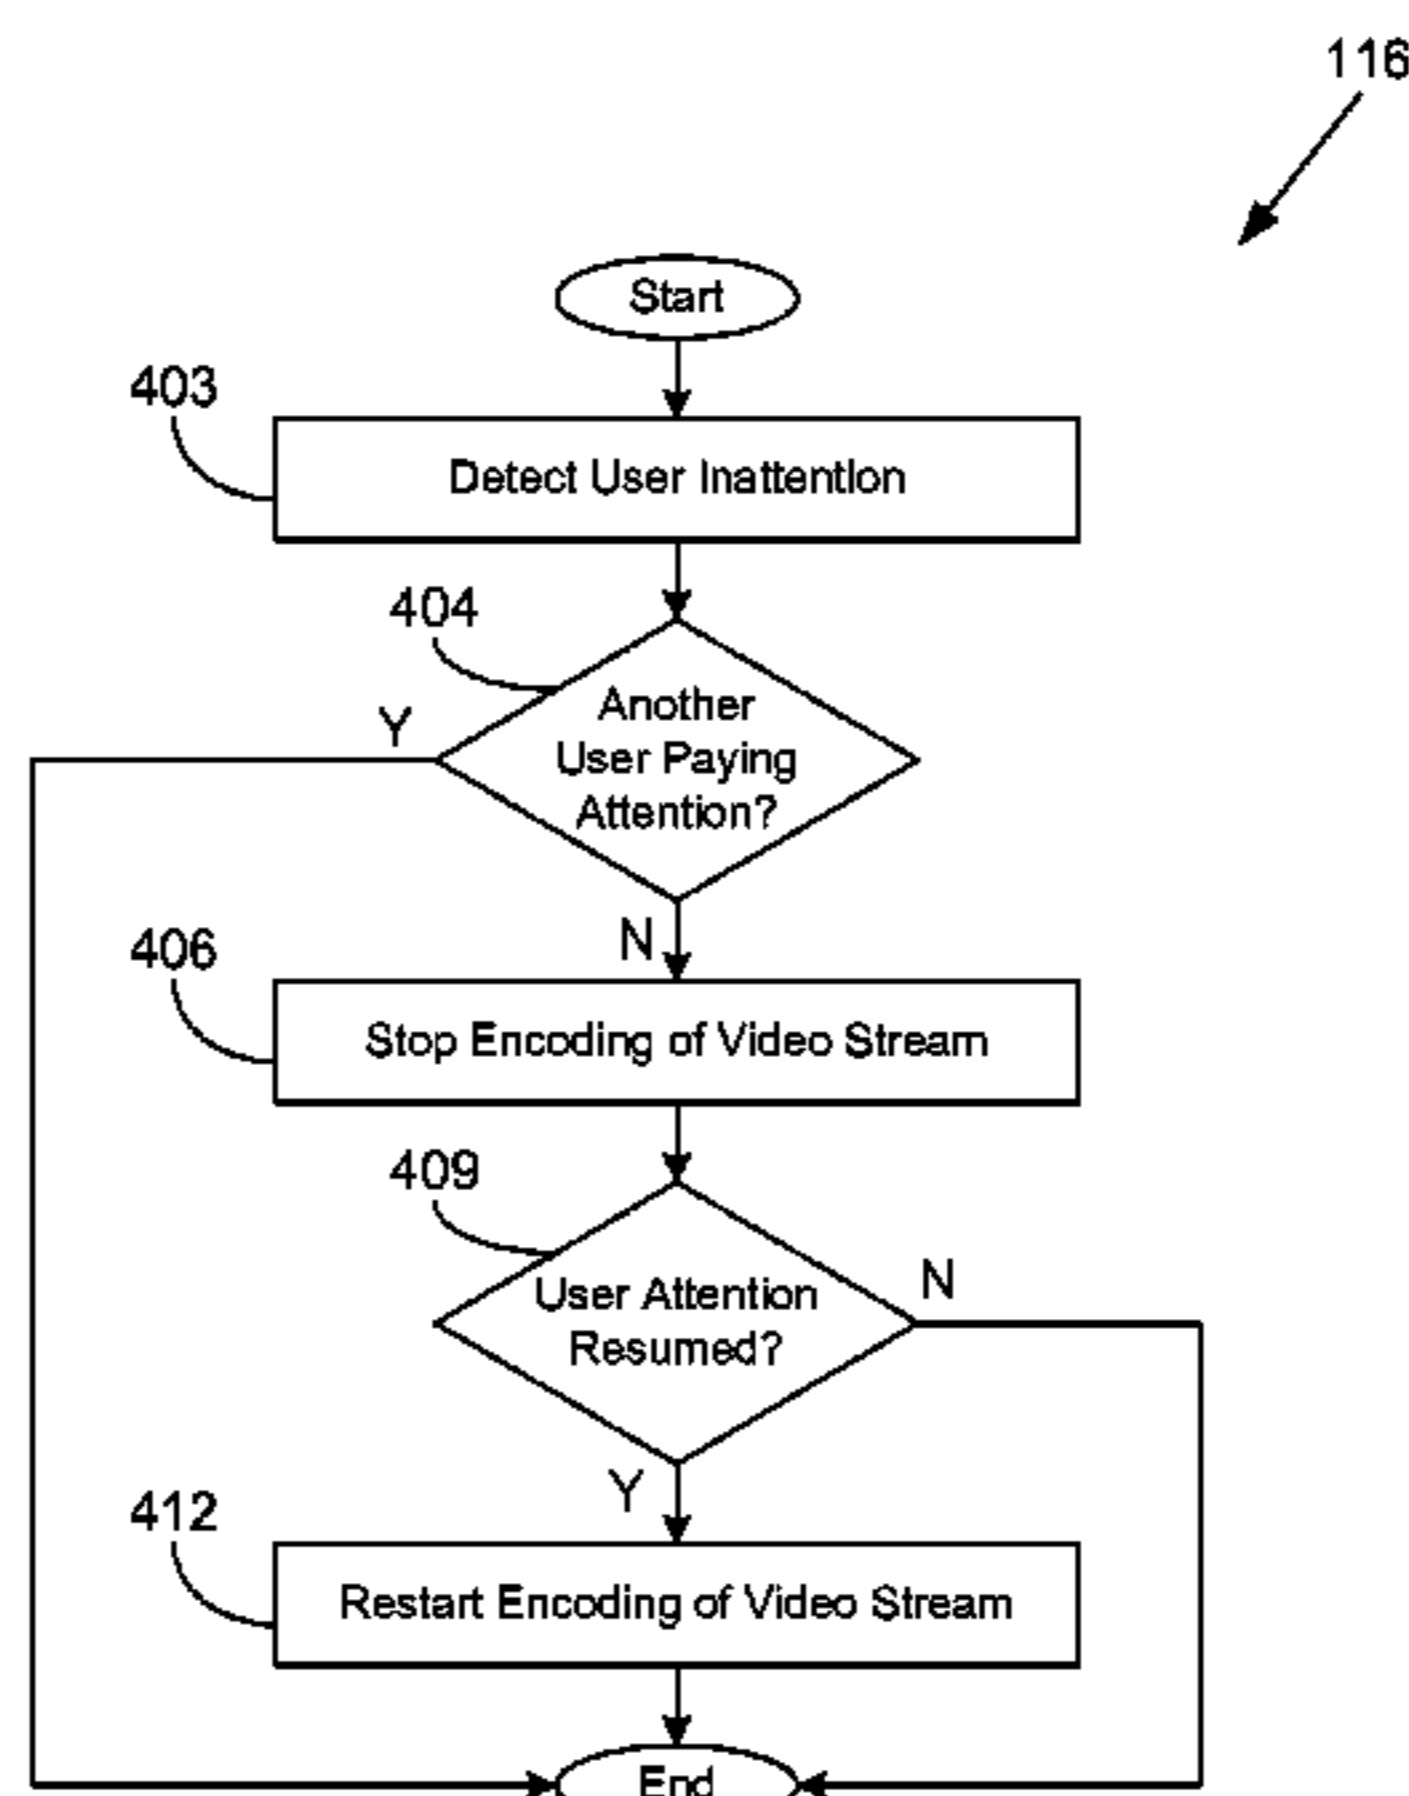 116
Start
403
Detect User Inattention
404
Another
User Paying
Attention?
Y
N
406
Stop Encoding of Video Stream
409
User Attention
Resumed?
N
Y
412
Restart Encoding of Video Stream
End